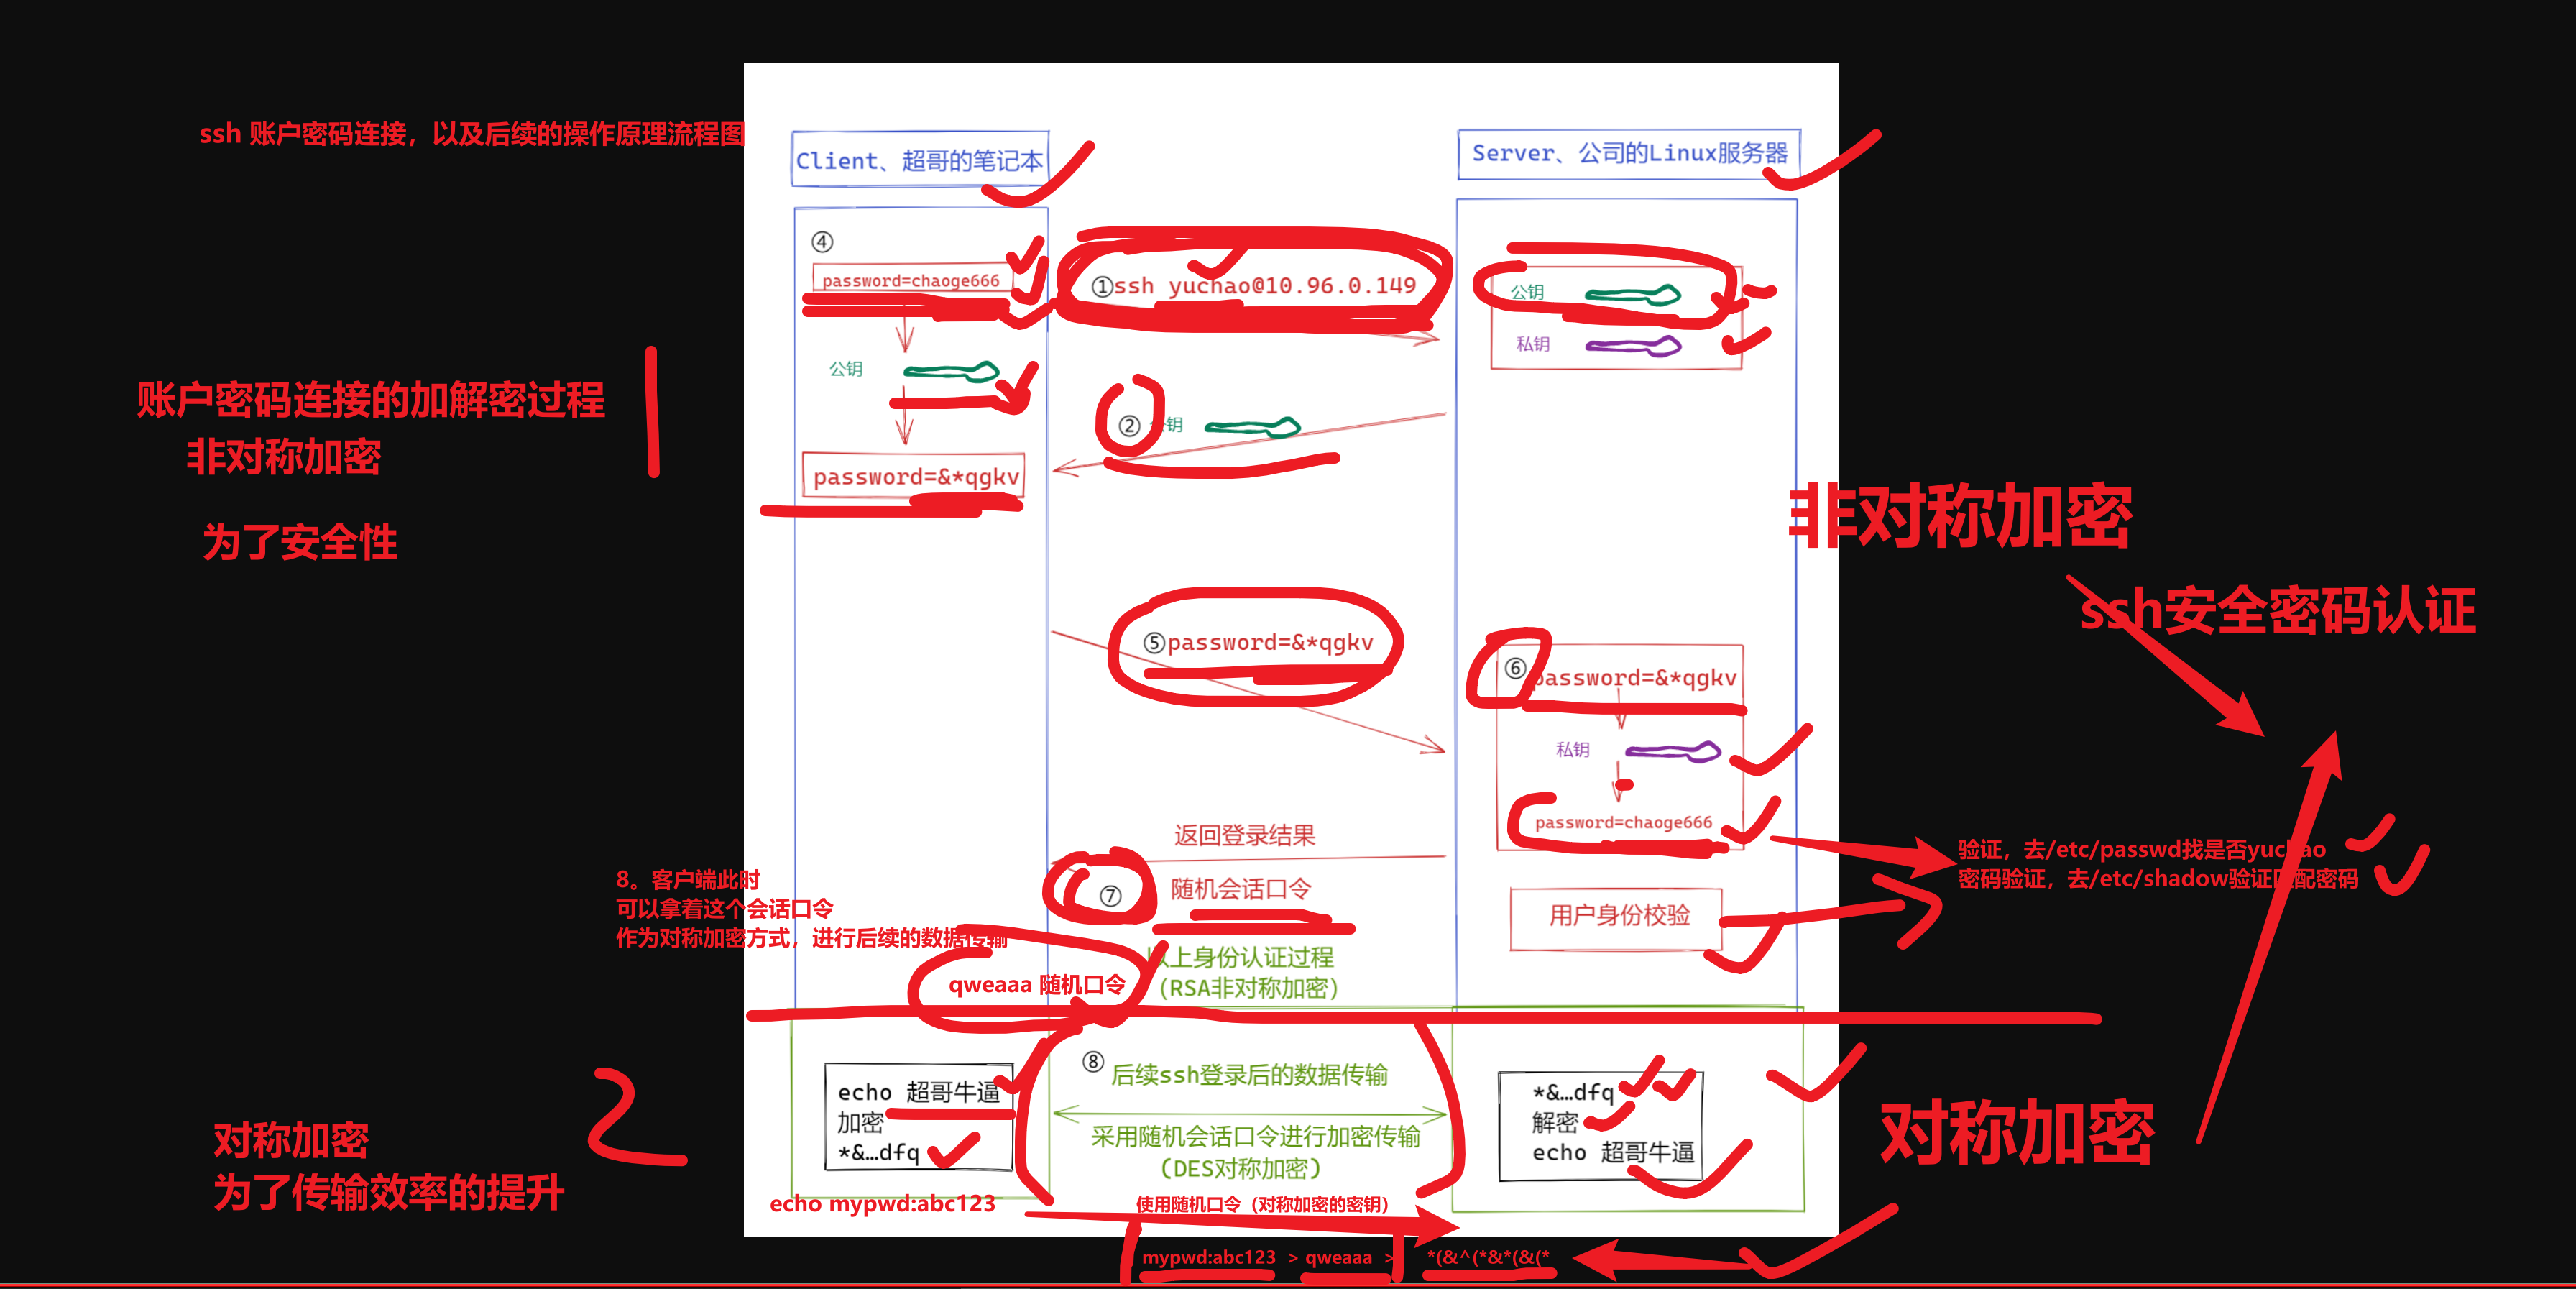 ssh 账户密码连接，以及后续的操作原理流程图
Client、超哥的笔记本
Server、公司的Linux服务器
④
password=chaoge666
①ssh yuchao@10.96.0.149
公钥
私钥
公钥
② 钥
password=&*qgkv
账户密码连接的加解密过程
非对称加密
为了安全性
非对称加密
ssh安全密码认证
⑤password=&*qgkv
⑥
password=&*qgkv
私钥
password=chaoge666
返回登录结果
⑦
随机会话口令
验证，去/etc/passwd找是否yuchao
密码验证，去/etc/shadow验证匹配密码
用户身份校验
8。客户端此时
可以拿着这个会话口令
作为对称加密方式，进行后续的数据传输
qweaaa 随机口令
以上身份认证过程
（RSA非对称加密）
echo 超哥牛逼
加密
*&…dfq
⑧
后续ssh登录后的数据传输
采用随机会话口令进行加密传输
（DES对称加密）
*&…dfq
解密
echo 超哥牛逼
对称加密
为了传输效率的提升
对称加密
echo mypwd:abc123
使用随机口令（对称加密的密钥）
mypwd:abc123 > qweaaa > *(&^(*&*(&(*